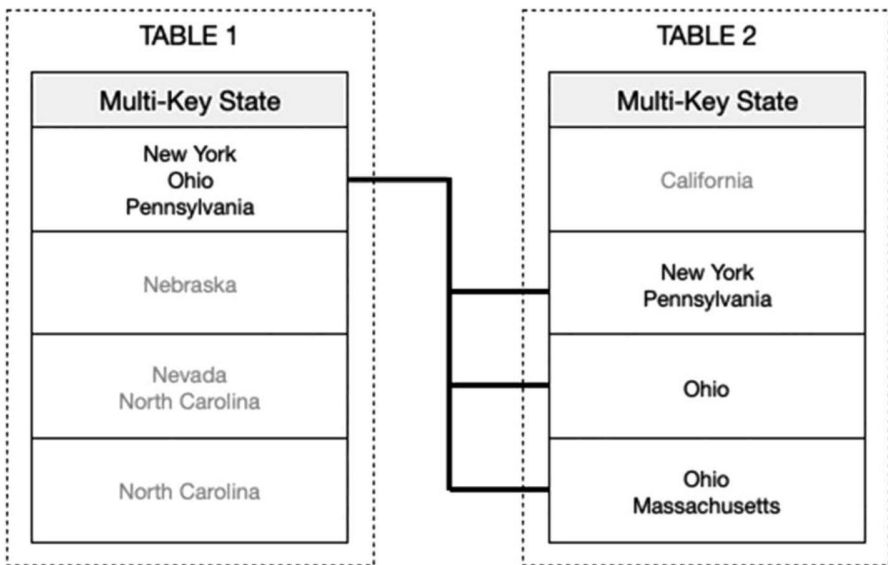 TABLE 1
Multi-Key State
New York
Ohio
Pennsylvania
Nebraska
Nevada
North Carolina
North Carolina
TABLE 2
Multi-Key State
California
New York
Pennsylvania
Ohio
Ohio
Massachusetts